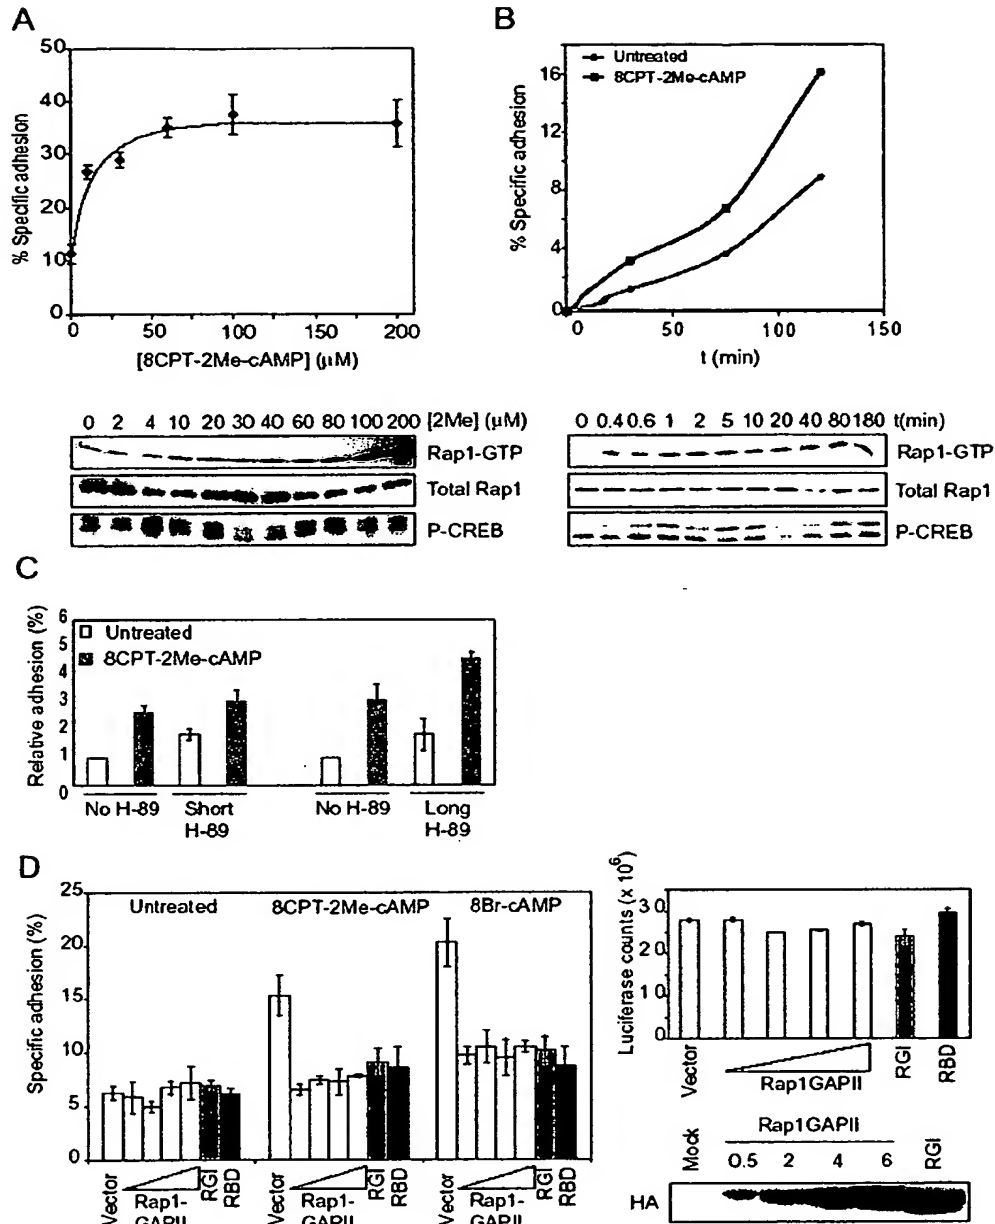 A
B
50
40
30
20
10
0
% Specific adhesion
0 50 100 150 200
[8CPT-2Me-cAMP] (µM)
Untreated
8CPT-2Me-cAMP
16
12
8
4
0
% Specific adhesion
0 50 100 150
t (min)
0 2 4 10 20 30 40 60 80 100 200 [2Me] (µM)
Rap1-GTP
Total Rap1
P-CREB
0 0.4 0.6 1 2 5 10 20 40 80 180 t(min)
Rap1-GTP
Total Rap1
P-CREB
C
6
5
4
3
2
1
0
Relative adhesion (%)
Untreated
8CPT-2Me-cAMP
No H-89 Short H-89 No H-89 Long H-89
D
25
20
15
10
5
0
Specific adhesion (%)
Untreated 8CPT-2Me-cAMP 8Br-cAMP
Vector Rap1-GAPII RGI RBD Vector Rap1-GAPII RGI RBD Vector Rap1-GAPII RGI RBD
Luciferase counts (x 10⁶)
30
20
10
0
Vector Rap1GAPII RGI RBD
Mock Rap1GAPII RGI
0.5 2 4 6
HA